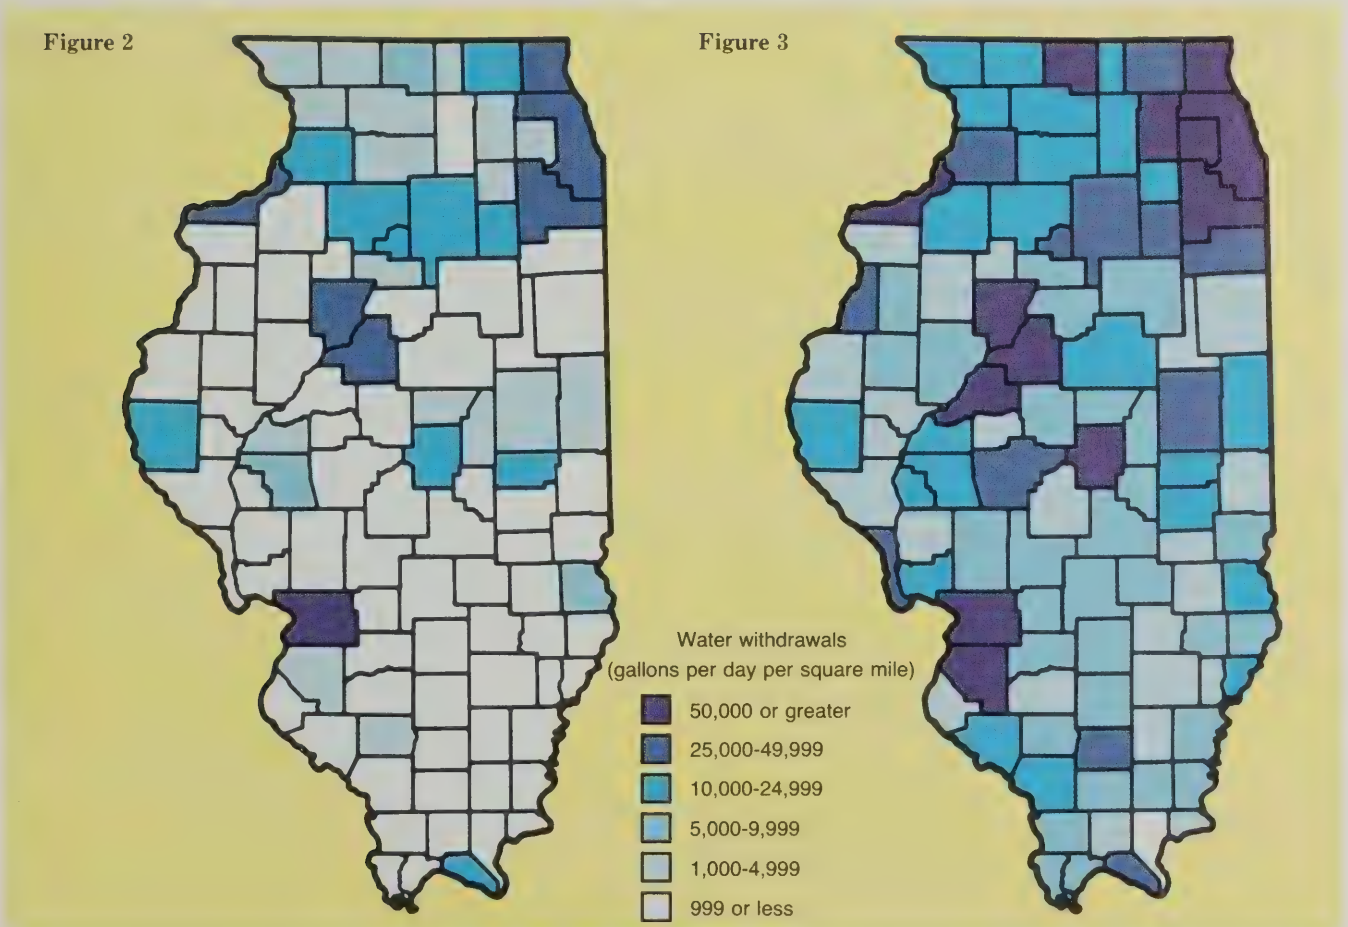 Figure 2
Figure 3
Water withdrawals
(gallons per day per square mile)
50,000 or greater
25,000-49,999
10,000-24,999
5,000-9,999
1,000-4,999
999 or less